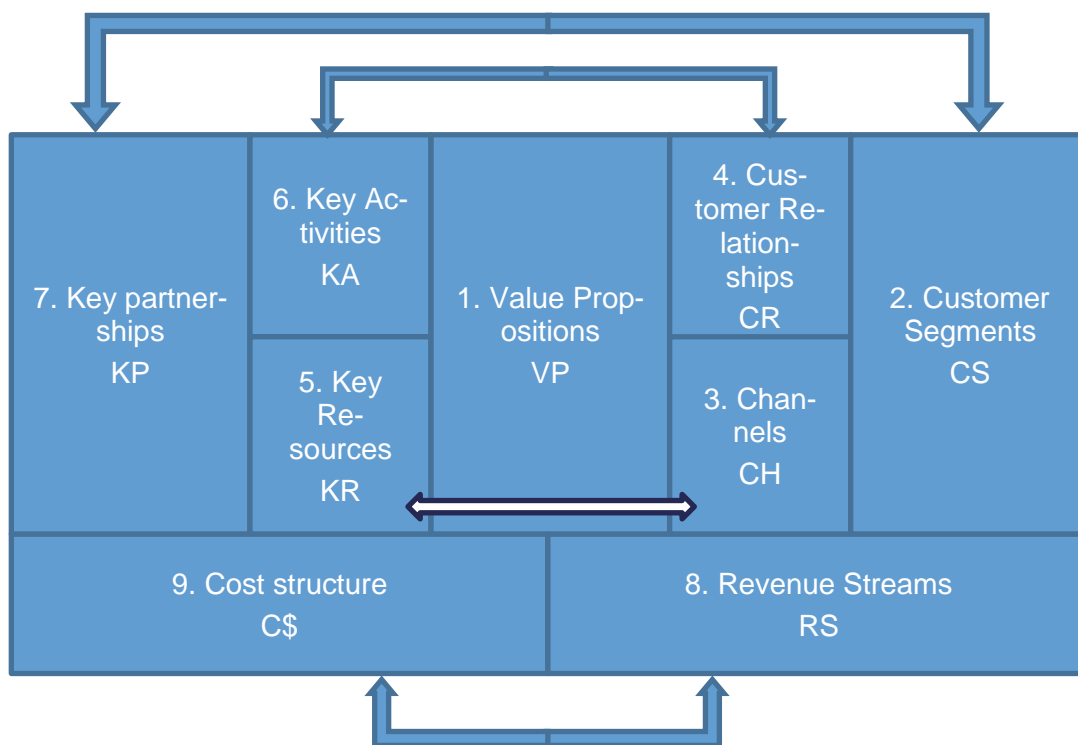 6. Key Ac-
tivities
KA
4. Cus-
tomer Re-
lation-
ships
CR
7. Key partner-
ships
KP
1. Value Prop-
ositions
VP
2. Customer
Segments
CS
5. Key
Re-
sources
KR
3. Chan-
nels
CH
9. Cost structure
C$
8. Revenue Streams
RS